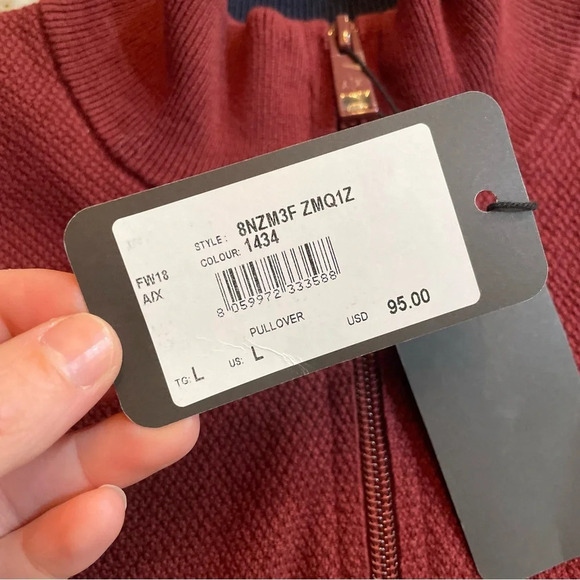 STYLE: 8NZM3F ZMQ1Z
COLOUR: 1434
FW18
A/X
8 059972 333588
PULLOVER USD 95.00
TG: L US: L